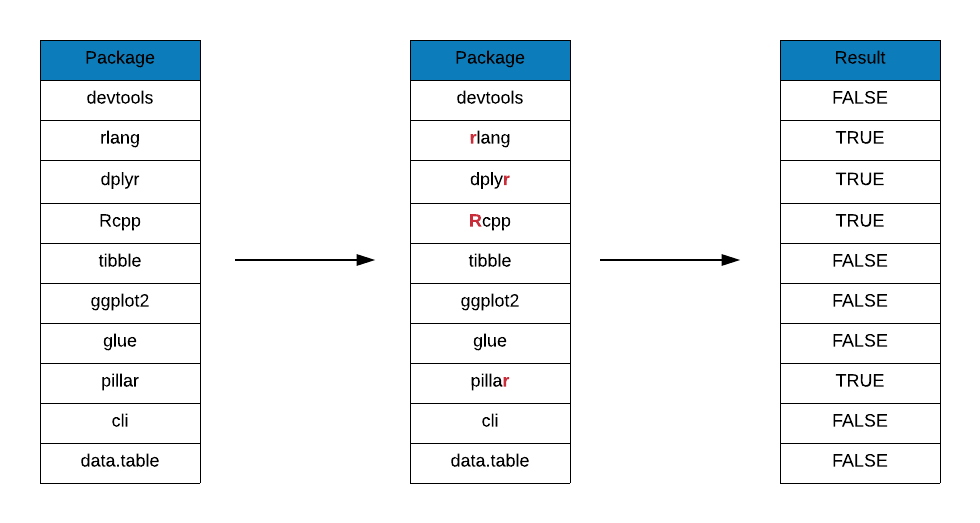 Package
devtools
rlang
dplyr
Rcpp
tibble
ggplot2
glue
pillar
cli
data.table
Package
devtools
rlang
dplyr
Rcpp
tibble
ggplot2
glue
pillar
cli
data.table
Result
FALSE
TRUE
TRUE
TRUE
FALSE
FALSE
FALSE
TRUE
FALSE
FALSE